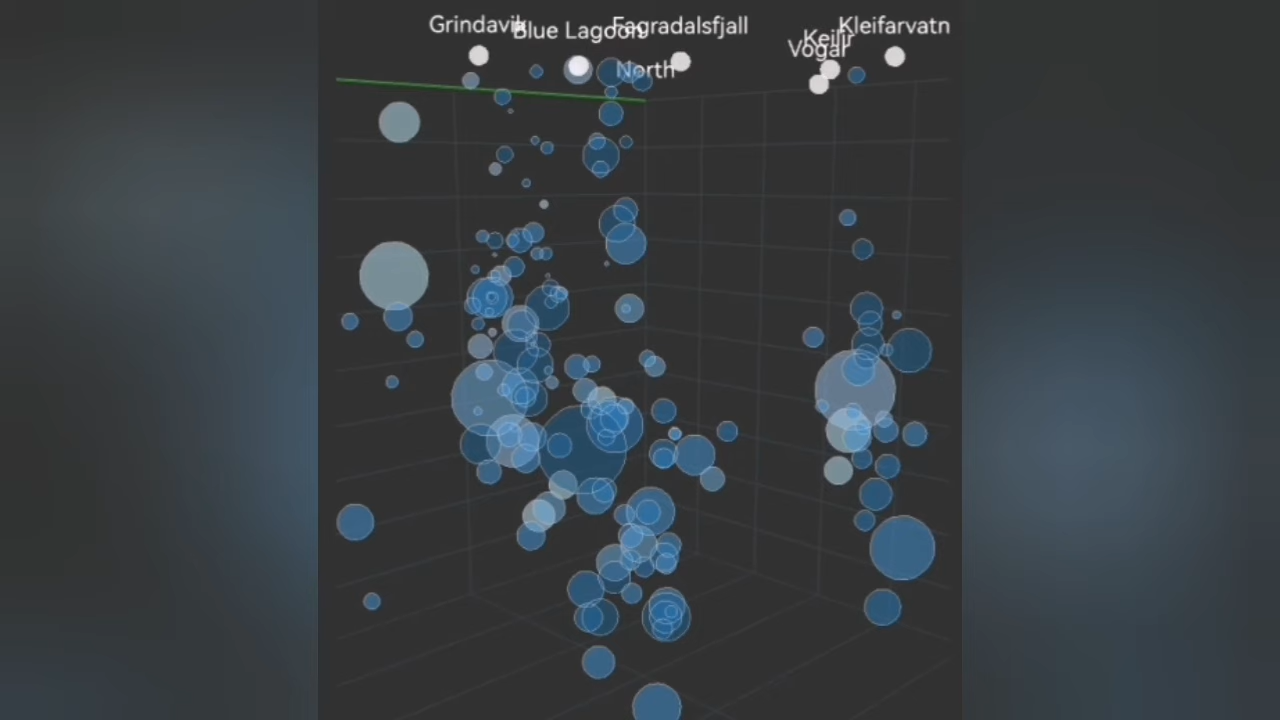 Grindavik
Blue Lagoon
Fagradalsfjall
Kleifarvatn
Keilir
Vogar
North